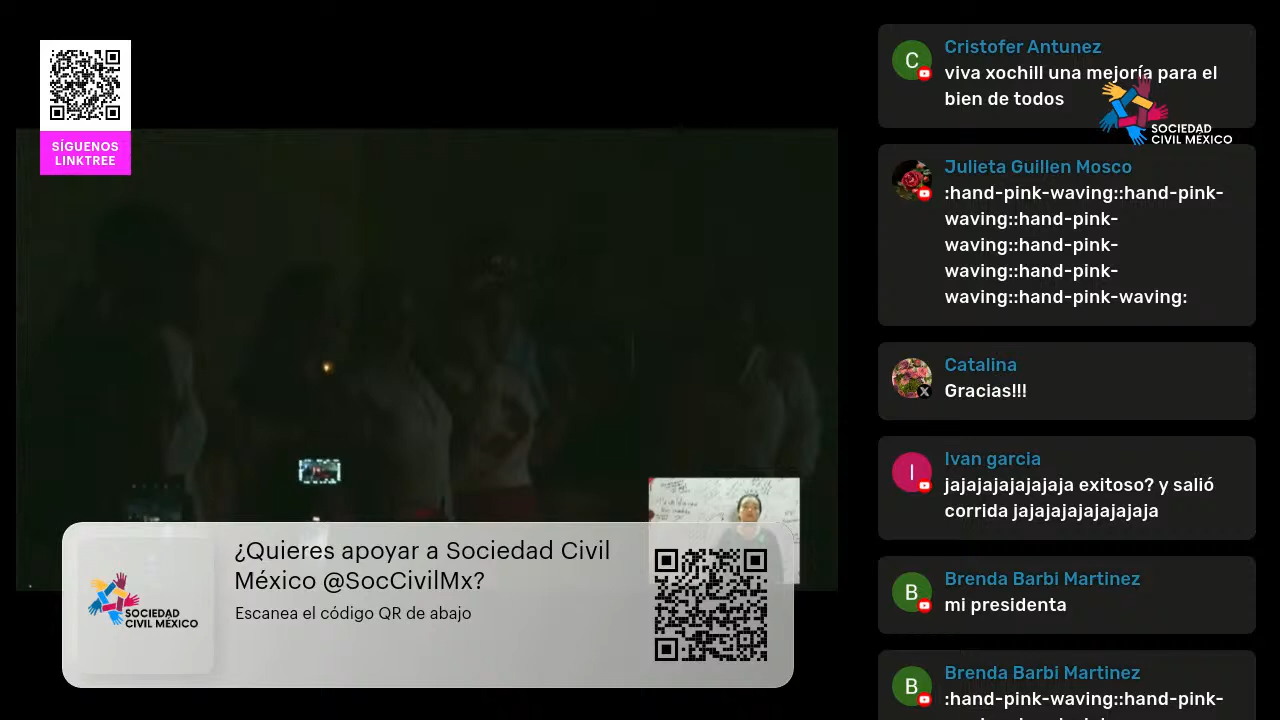 SÍGUENOS
LINKTREE
¿Quieres apoyar a Sociedad Civil
México @SocCivilMx?
Escanea el código QR de abajo
SOCIEDAD
CIVIL MÉXICO
Cristofer Antunez
viva xochill una mejoría para el
bien de todos
SOCIEDAD
CIVIL MÉXICO
Julieta Guillen Mosco
:hand-pink-waving::hand-pink-
waving::hand-pink-
waving::hand-pink-
waving::hand-pink-
waving::hand-pink-waving:
Catalina
Gracias!!!
Ivan garcia
jajajajajajajaja exitoso? y salió
corrida jajajajajajajajaja
Brenda Barbi Martinez
mi presidenta
Brenda Barbi Martinez
:hand-pink-waving::hand-pink-